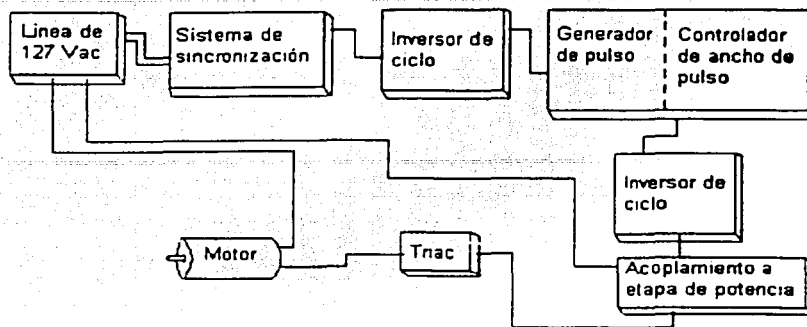 Linea de
127 Vac
Sistema de
sincronización
Inversor de
ciclo
Generador
de pulso
Controlador
de ancho de
pulso
Inversor de
ciclo
Motor
Triac
Acoplamiento a
etapa de potencia